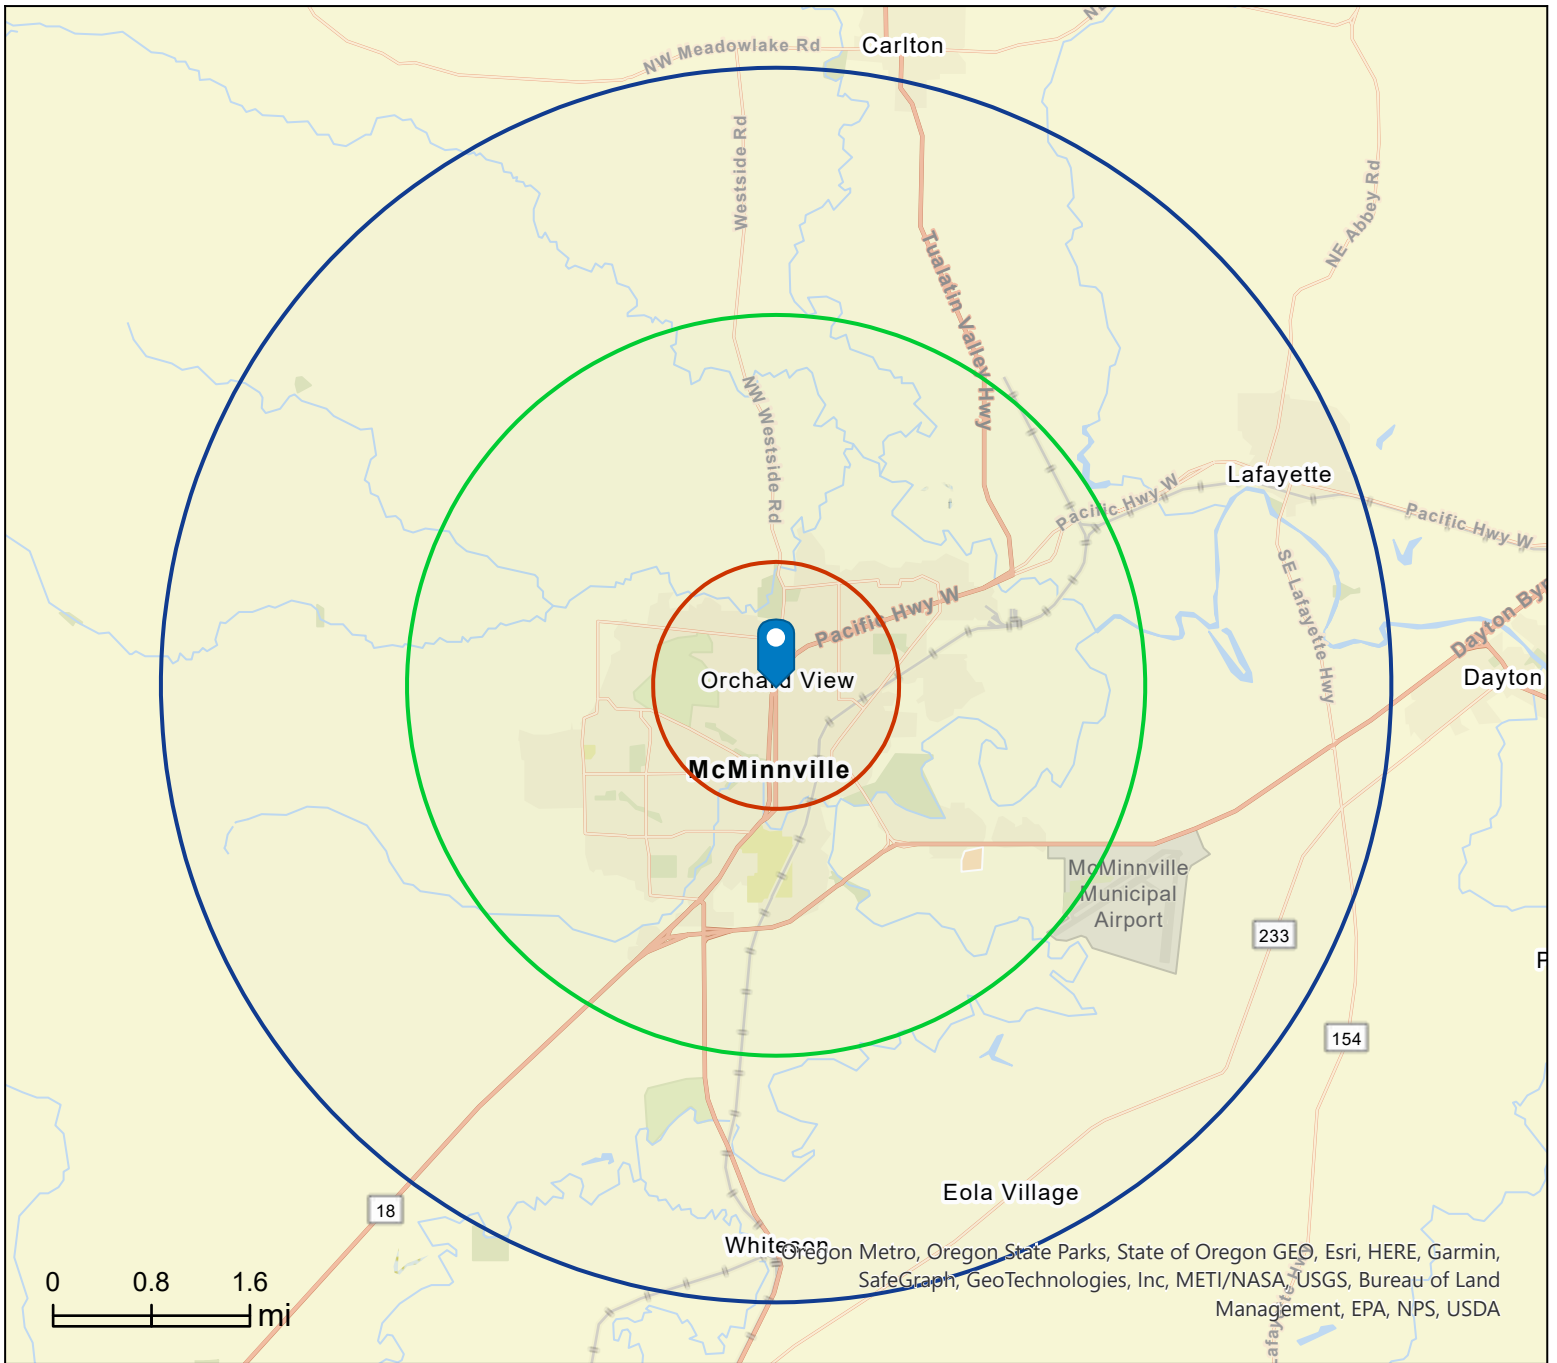 Carlton
NE
NW Meadowlake Rd
Westside Rd
NE Abbey Rd
Tualatin Valley Hwy
NW Westside Rd
Lafayette
Pacific Hwy W
Pacific Hwy W
SE Lafayette Hwy
Pacific Hwy W
Dayton Byp
Orchard View
Dayton
McMinnville
McMinnville
Municipal
Airport
233
F
154
Eola Village
18
Whiteson
Oregon Metro, Oregon State Parks, State of Oregon GEO, Esri, HERE, Garmin,
SafeGraph, GeoTechnologies, Inc, METI/NASA, USGS, Bureau of Land
Management, EPA, NPS, USDA
Lafayette Hwy
0 0.8 1.6
mi